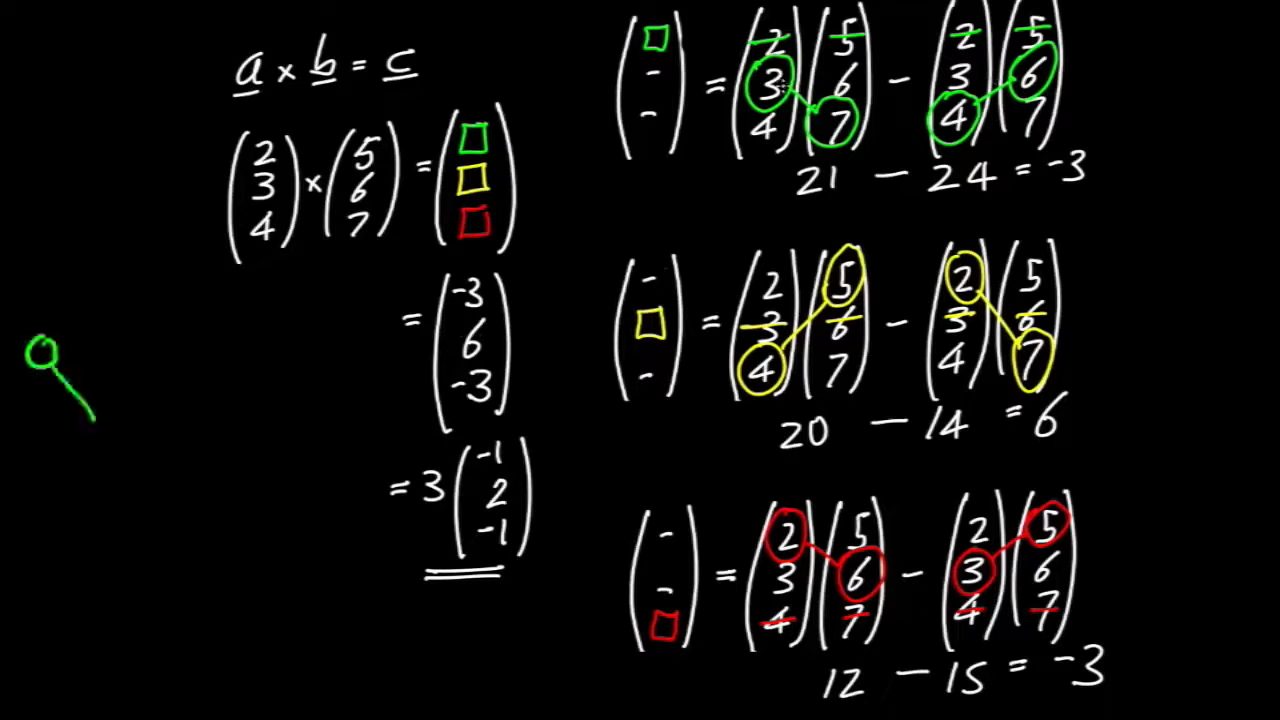 a × b = c
(2 3 4) × (5 6 7) = (□ □ □)
= (-3 6 -3)
= 3 (-1 2 -1)
(□ - -) = (2 3 4) (5 6 7) - (2 3 4) (5 6 7)
21 - 24 = -3
(- □ -) = (2 3 4) (5 6 7) - (2 3 4) (5 6 7)
20 - 14 = 6
(- - □) = (2 3 4) (5 6 7) - (2 3 4) (5 6 7)
12 - 15 = -3